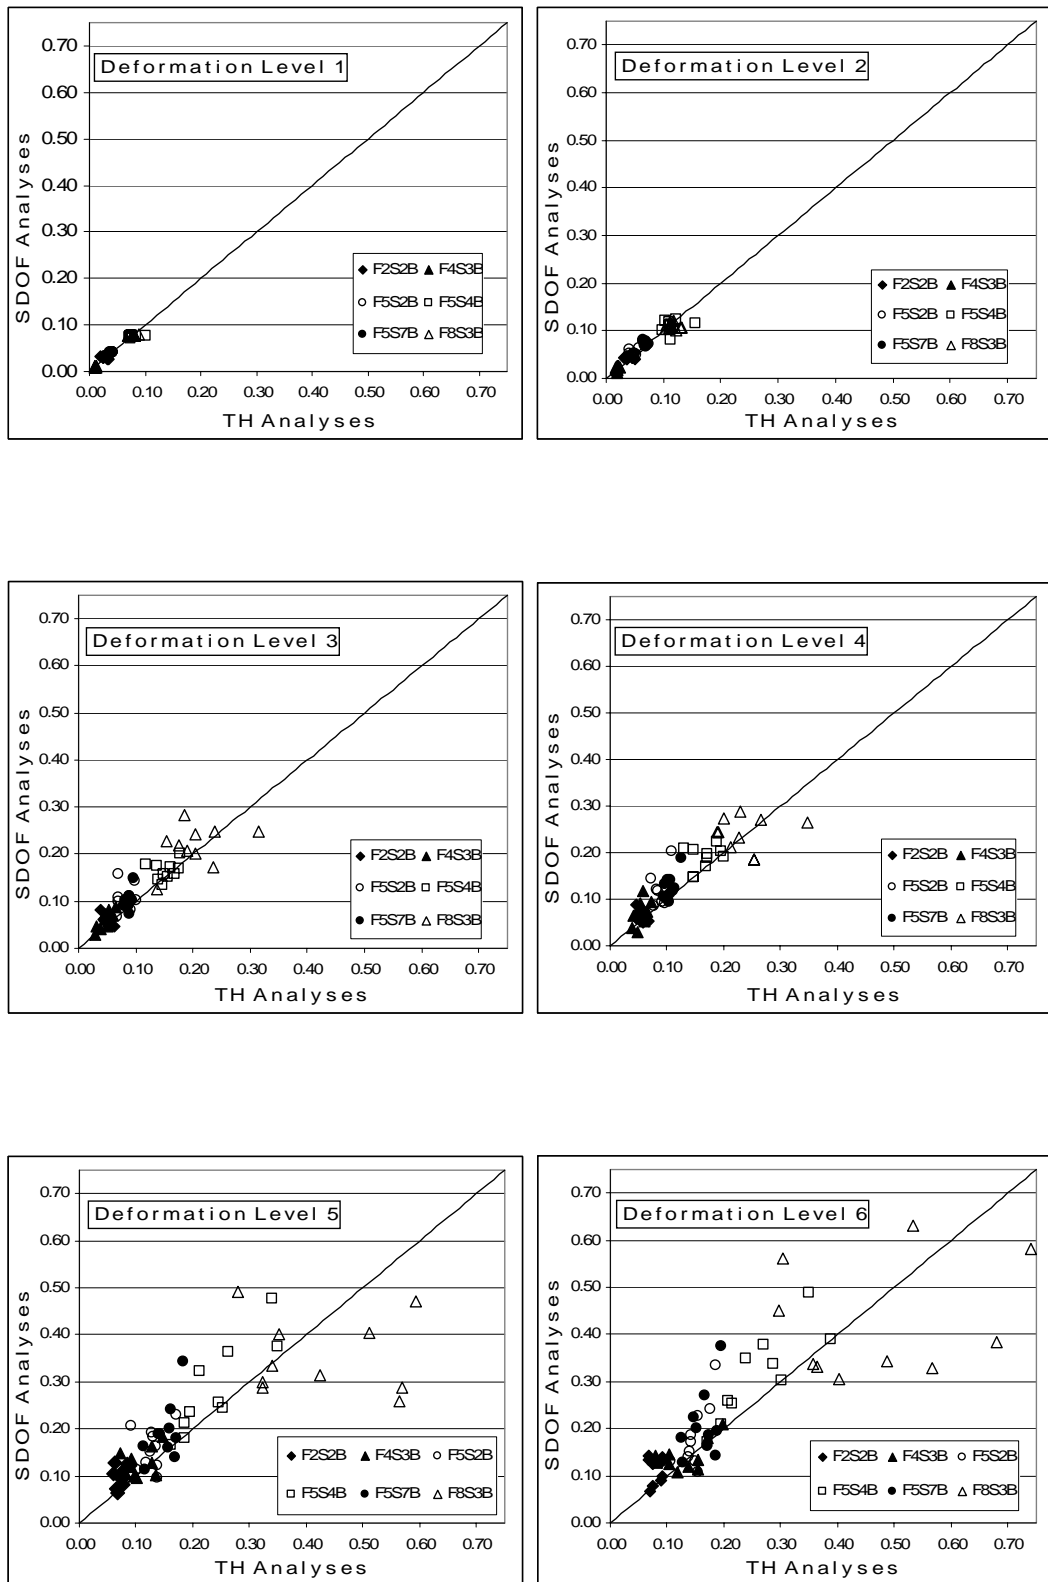 Deformation Level 1
SDOF Analyses
0.70
0.60
0.50
0.40
0.30
0.20
0.10
0.00
F2S2B F4S3B
F5S2B F5S4B
F5S7B F8S3B
0.00 0.10 0.20 0.30 0.40 0.50 0.60 0.70
TH Analyses
Deformation Level 2
SDOF Analyses
0.70
0.60
0.50
0.40
0.30
0.20
0.10
0.00
F2S2B F4S3B
F5S2B F5S4B
F5S7B F8S3B
0.00 0.10 0.20 0.30 0.40 0.50 0.60 0.70
TH Analyses
Deformation Level 3
SDOF Analyses
0.70
0.60
0.50
0.40
0.30
0.20
0.10
0.00
F2S2B F4S3B
F5S2B F5S4B
F5S7B F8S3B
0.00 0.10 0.20 0.30 0.40 0.50 0.60 0.70
TH Analyses
Deformation Level 4
SDOF Analyses
0.70
0.60
0.50
0.40
0.30
0.20
0.10
0.00
F2S2B F4S3B
F5S2B F5S4B
F5S7B F8S3B
0.00 0.10 0.20 0.30 0.40 0.50 0.60 0.70
TH Analyses
Deformation Level 5
SDOF Analyses
0.70
0.60
0.50
0.40
0.30
0.20
0.10
0.00
F2S2B F4S3B F5S2B
F5S4B F5S7B F8S3B
0.00 0.10 0.20 0.30 0.40 0.50 0.60 0.70
TH Analyses
Deformation Level 6
SDOF Analyses
0.70
0.60
0.50
0.40
0.30
0.20
0.10
0.00
F2S2B F4S3B F5S2B
F5S4B F5S7B F8S3B
0.00 0.10 0.20 0.30 0.40 0.50 0.60 0.70
TH Analyses